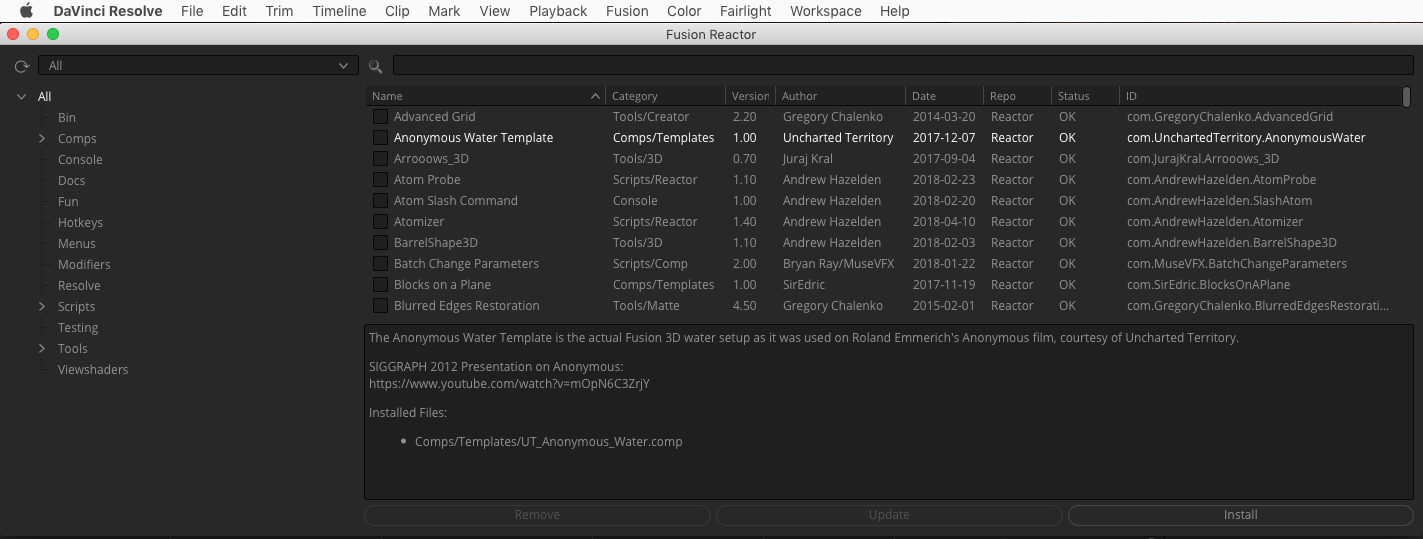 DaVinci Resolve File Edit Trim Timeline Clip Mark View Playback Fusion Color Fairlight Workspace Help
Fusion Reactor
All
All
Bin
Comps
Console
Docs
Fun
Hotkeys
Menus
Modifiers
Resolve
Scripts
Testing
Tools
Viewshaders
Name Category Version Author Date Repo Status ID
Advanced Grid Tools/Creator 2.20 Gregory Chalenko 2014-03-20 Reactor OK com.GregoryChalenko.AdvancedGrid
Anonymous Water Template Comps/Templates 1.00 Uncharted Territory 2017-12-07 Reactor OK com.UnchartedTerritory.AnonymousWater
Arrooows_3D Tools/3D 0.70 Juraj Kral 2017-09-04 Reactor OK com.JurajKral.Arrooows_3D
Atom Probe Scripts/Reactor 1.10 Andrew Hazelden 2018-02-23 Reactor OK com.AndrewHazelden.AtomProbe
Atom Slash Command Console 1.00 Andrew Hazelden 2018-02-20 Reactor OK com.AndrewHazelden.SlashAtom
Atomizer Scripts/Reactor 1.40 Andrew Hazelden 2018-04-10 Reactor OK com.AndrewHazelden.Atomizer
BarrelShape3D Tools/3D 1.10 Andrew Hazelden 2018-02-03 Reactor OK com.AndrewHazelden.BarrelShape3D
Batch Change Parameters Scripts/Comp 2.00 Bryan Ray/MuseVFX 2018-01-22 Reactor OK com.MuseVFX.BatchChangeParameters
Blocks on a Plane Comps/Templates 1.00 SirEdric 2017-11-19 Reactor OK com.SirEdric.BlocksOnAPlane
Blurred Edges Restoration Tools/Matte 4.50 Gregory Chalenko 2015-02-01 Reactor OK com.GregoryChalenko.BlurredEdgesRestorati...
The Anonymous Water Template is the actual Fusion 3D water setup as it was used on Roland Emmerich's Anonymous film, courtesy of Uncharted Territory.
SIGGRAPH 2012 Presentation on Anonymous:
https://www.youtube.com/watch?v=mOpN6C3ZrjY
Installed Files:
• Comps/Templates/UT_Anonymous_Water.comp
Remove Update Install